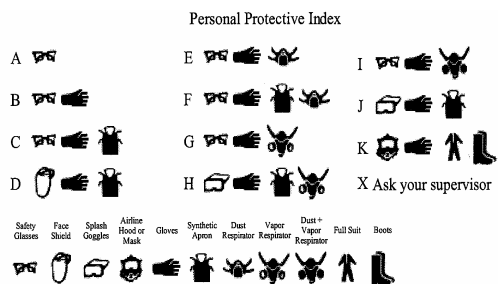 Personal Protective Index
A
B
C
D
E
F
G
H
I
J
K
X Ask your supervisor
Safety Glasses
Face Shield
Splash Goggles
Airline Hood or Mask
Gloves
Synthetic Apron
Dust Respirator
Vapor Respirator
Dust + Vapor Respirator
Full Suit
Boots